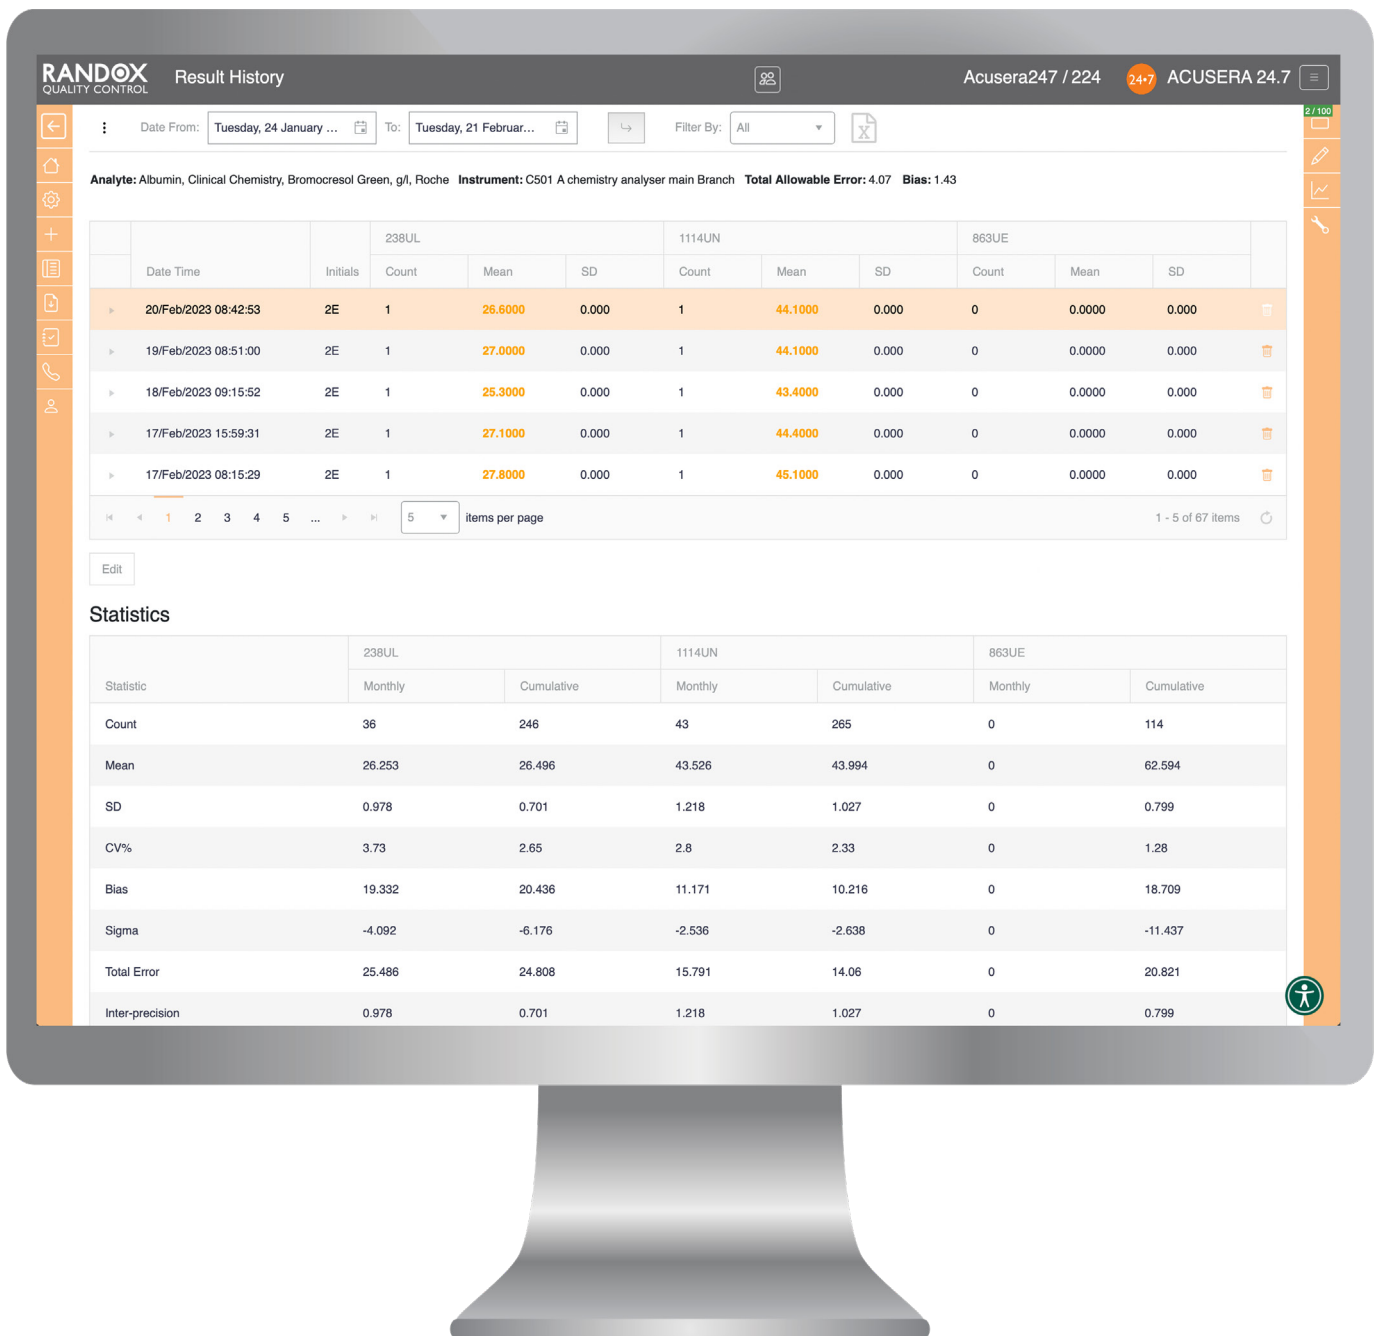 RANDOX
QUALITY CONTROL
Result History
Acusera247 / 224
24•7
ACUSERA 24.7
2 / 100
Date From: Tuesday, 24 January ... To: Tuesday, 21 Februar... Filter By: All
Analyte: Albumin, Clinical Chemistry, Bromocresol Green, g/l, Roche Instrument: C501 A chemistry analyser main Branch Total Allowable Error: 4.07 Bias: 1.43
238UL 1114UN 863UE
Date Time Initials Count Mean SD Count Mean SD Count Mean SD
20/Feb/2023 08:42:53 2E 1 26.6000 0.000 1 44.1000 0.000 0 0.0000 0.000
19/Feb/2023 08:51:00 2E 1 27.0000 0.000 1 44.1000 0.000 0 0.0000 0.000
18/Feb/2023 09:15:52 2E 1 25.3000 0.000 1 43.4000 0.000 0 0.0000 0.000
17/Feb/2023 15:59:31 2E 1 27.1000 0.000 1 44.4000 0.000 0 0.0000 0.000
17/Feb/2023 08:15:29 2E 1 27.8000 0.000 1 45.1000 0.000 0 0.0000 0.000
1 2 3 4 5 ... 5 items per page 1 - 5 of 67 items
Edit
Statistics
238UL 1114UN 863UE
Statistic Monthly Cumulative Monthly Cumulative Monthly Cumulative
Count 36 246 43 265 0 114
Mean 26.253 26.496 43.526 43.994 0 62.594
SD 0.978 0.701 1.218 1.027 0 0.799
CV% 3.73 2.65 2.8 2.33 0 1.28
Bias 19.332 20.436 11.171 10.216 0 18.709
Sigma -4.092 -6.176 -2.536 -2.638 0 -11.437
Total Error 25.486 24.808 15.791 14.06 0 20.821
Inter-precision 0.978 0.701 1.218 1.027 0 0.799